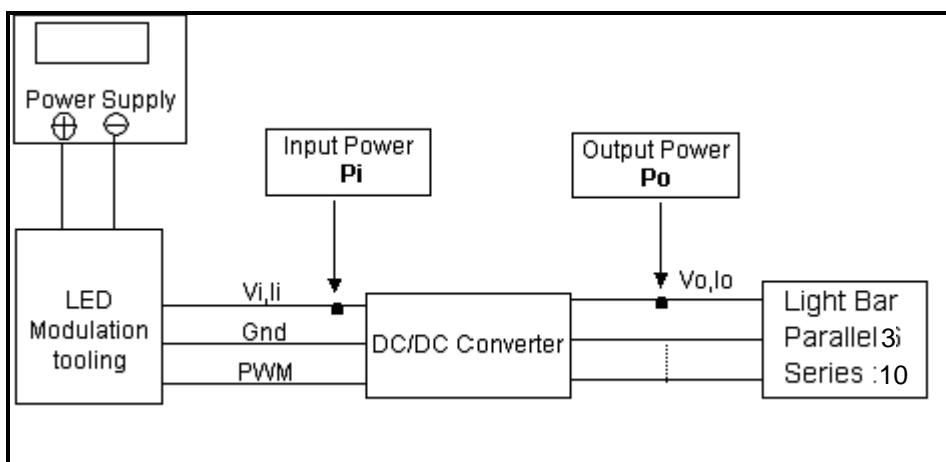 Power Supply
Input Power
Pi
Output Power
Po
Vi,Ii
Gnd
PWM
LED
Modulation
tooling
DC/DC Converter
Vo,Io
Light Bar
Parallel 3
Series :10